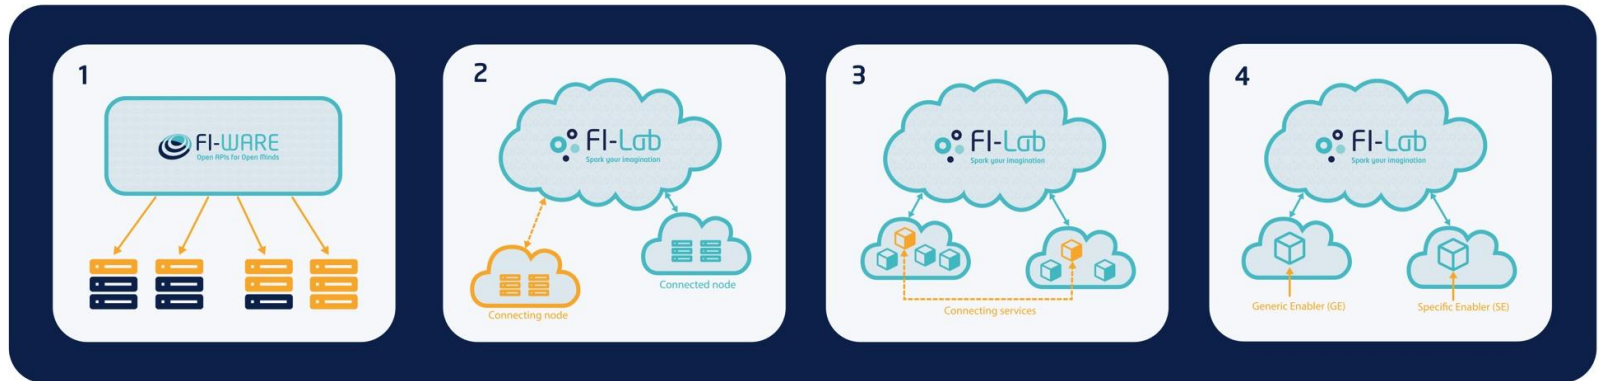 1
FI-WARE
Open APIs for Open Minds
2
FI-Lab
Spark your imagination
Connected node
Connecting node
3
FI-Lab
Spark your imagination
Connecting services
4
FI-Lab
Spark your imagination
Generic Enabler (GE)
Specific Enabler (SE)